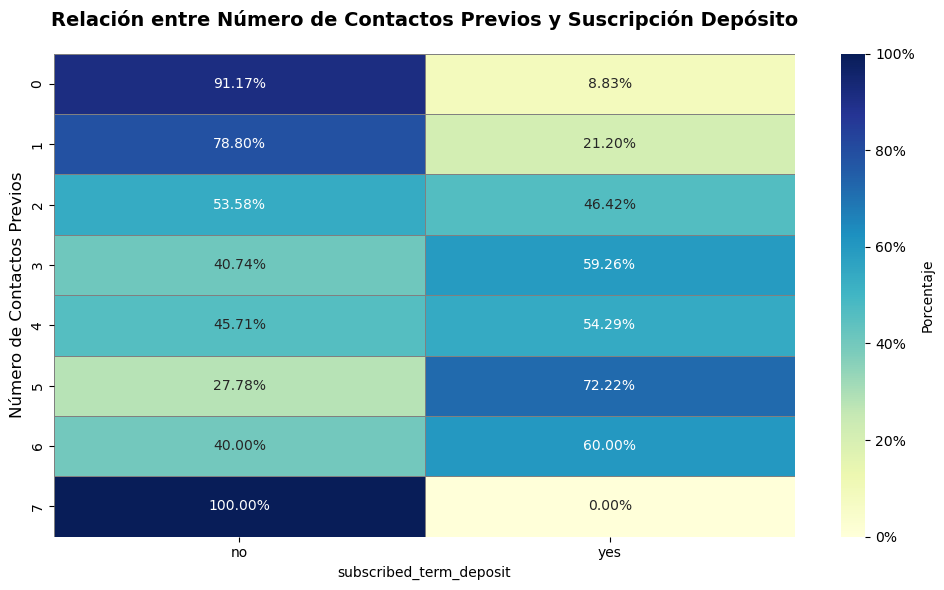 Relación entre Número de Contactos Previos y Suscripción Depósito
Número de Contactos Previos
0 91.17% 8.83%
1 78.80% 21.20%
2 53.58% 46.42%
3 40.74% 59.26%
4 45.71% 54.29%
5 27.78% 72.22%
6 40.00% 60.00%
7 100.00% 0.00%
no yes
subscribed_term_deposit
100%
80%
60%
40%
20%
0%
Porcentaje